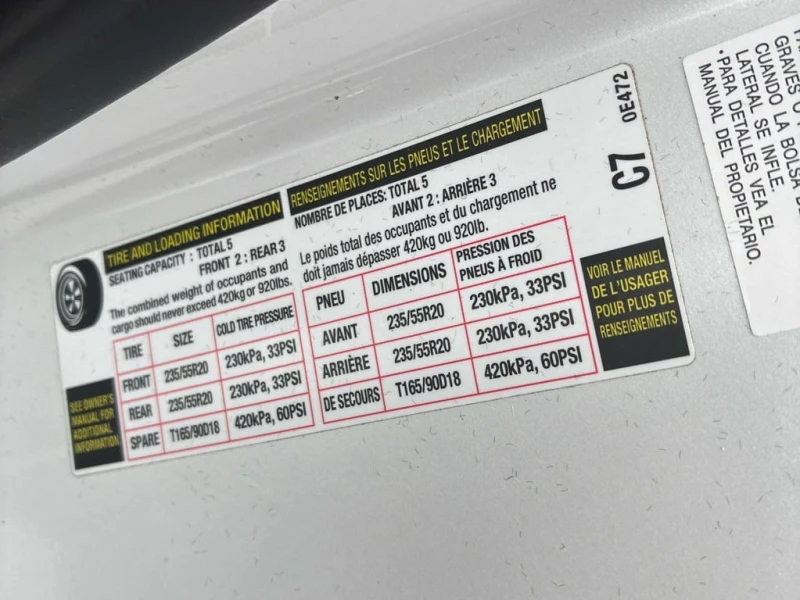 TIRE AND LOADING INFORMATION
SEATING CAPACITY : TOTAL 5
FRONT 2 : REAR 3
The combined weight of occupants and
cargo should never exceed 420kg or 920lbs.
TIRE SIZE COLD TIRE PRESSURE
FRONT 235/55R20 230kPa, 33PSI
REAR 235/55R20 230kPa, 33PSI
SPARE T165/90D18 420kPa, 60PSI
SEE OWNER'S
MANUAL FOR
ADDITIONAL
INFORMATION
RENSEIGNEMENTS SUR LES PNEUS ET LE CHARGEMENT
NOMBRE DE PLACES: TOTAL 5
AVANT 2 : ARRIÈRE 3
Le poids total des occupants et du chargement ne
doit jamais dépasser 420kg ou 920lb.
PNEU DIMENSIONS PRESSION DES
PNEUS À FROID
AVANT 235/55R20 230kPa, 33PSI
ARRIÈRE 235/55R20 230kPa, 33PSI
DE SECOURS T165/90D18 420kPa, 60PSI
VOIR LE MANUEL
DE L'USAGER
POUR PLUS DE
RENSEIGNEMENTS
C7 0E472
GRAVES O
CUANDO LA BOLSA
LATERAL SE INFLE.
*PARA DETALLES VEA EL
MANUAL DEL PROPIETARIO.